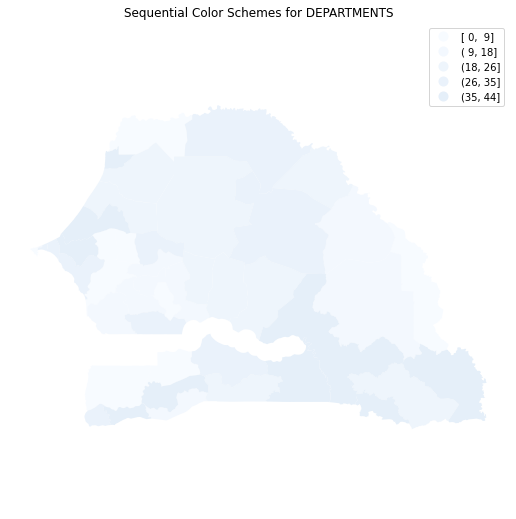 Sequential Color Schemes for DEPARTMENTS
[ 0,  9]
( 9, 18]
(18, 26]
(26, 35]
(35, 44]